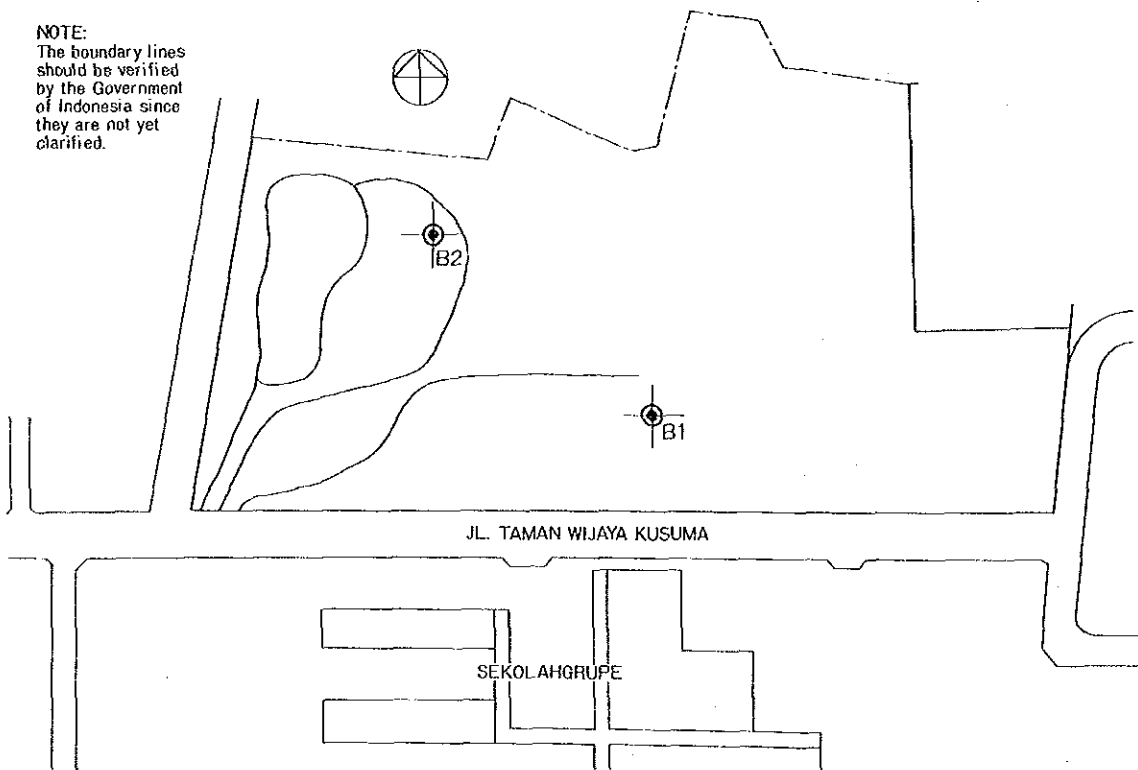 NOTE:
The boundary lines
should be verified
by the Government
of Indonesia since
they are not yet
clarified.
B2
B1
JL. TAMAN WIJAYA KUSUMA
SEKOLAHGRUPE